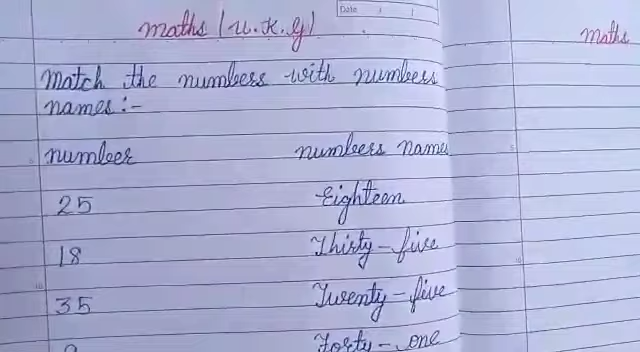 Date
maths (U.K.G)
maths
Match the numbers with numbers
names:-
number numbers name
25 Eighteen
18 Thirty-five
35 Twenty-five
Forty-one